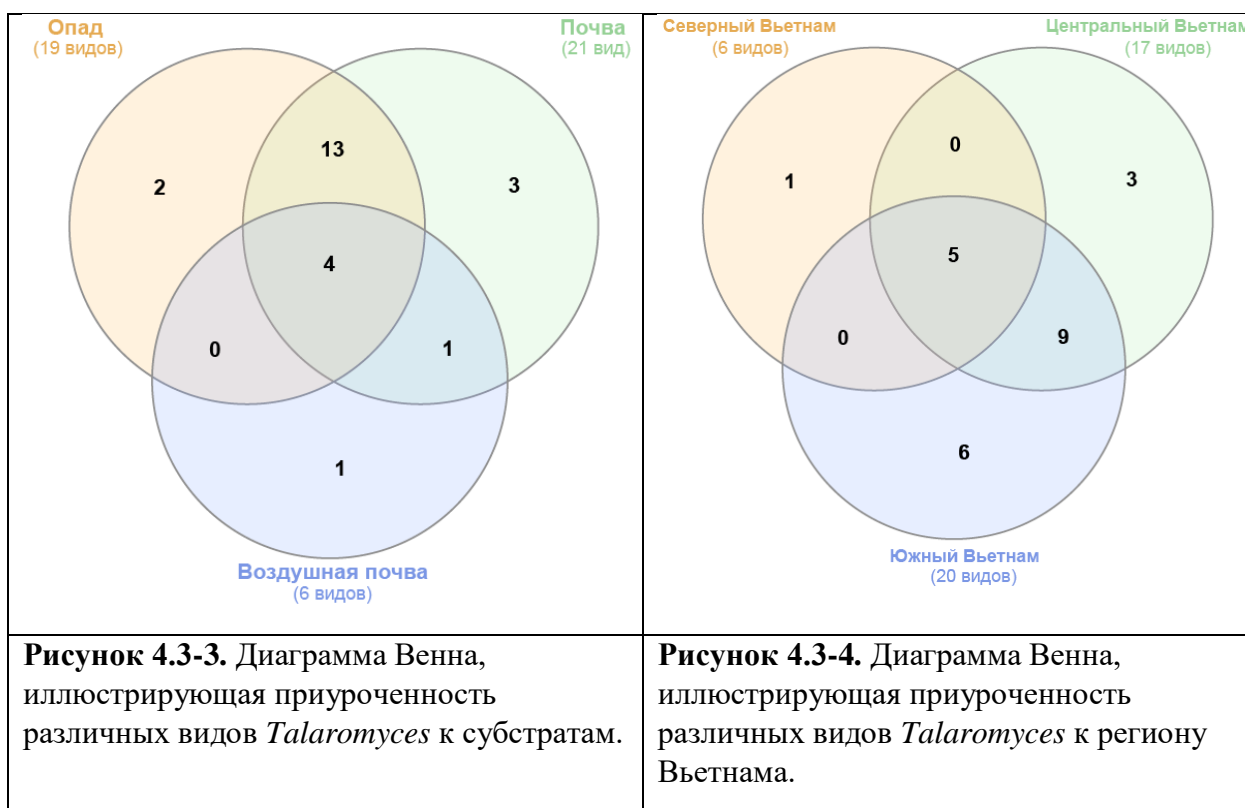 Опад
(19 видов)
Почва
(21 вид)
13
2
3
4
0
1
1
Воздушная почва
(6 видов)
Рисунок 4.3-3. Диаграмма Венна,
иллюстрирующая приуроченность
различных видов Talaromyces к субстратам.
Северный Вьетнам
(6 видов)
Центральный Вьетнам
(17 видов)
0
1
3
5
0
9
6
Южный Вьетнам
(20 видов)
Рисунок 4.3-4. Диаграмма Венна,
иллюстрирующая приуроченность
различных видов Talaromyces к региону
Вьетнама.